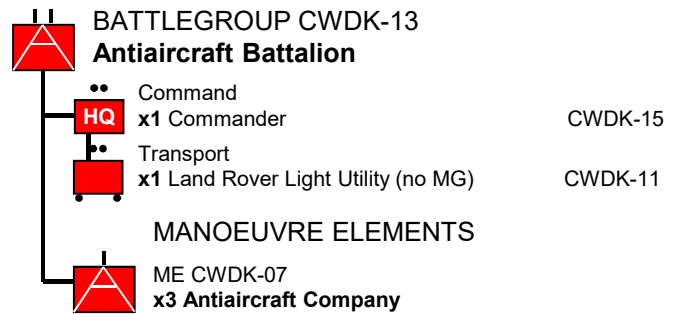 BATTLEGROUP CWDK-13
Antiaircraft Battalion
Command
HQ x1 Commander CWDK-15
Transport
x1 Land Rover Light Utility (no MG) CWDK-11
MANOEUVRE ELEMENTS
ME CWDK-07
x3 Antiaircraft Company